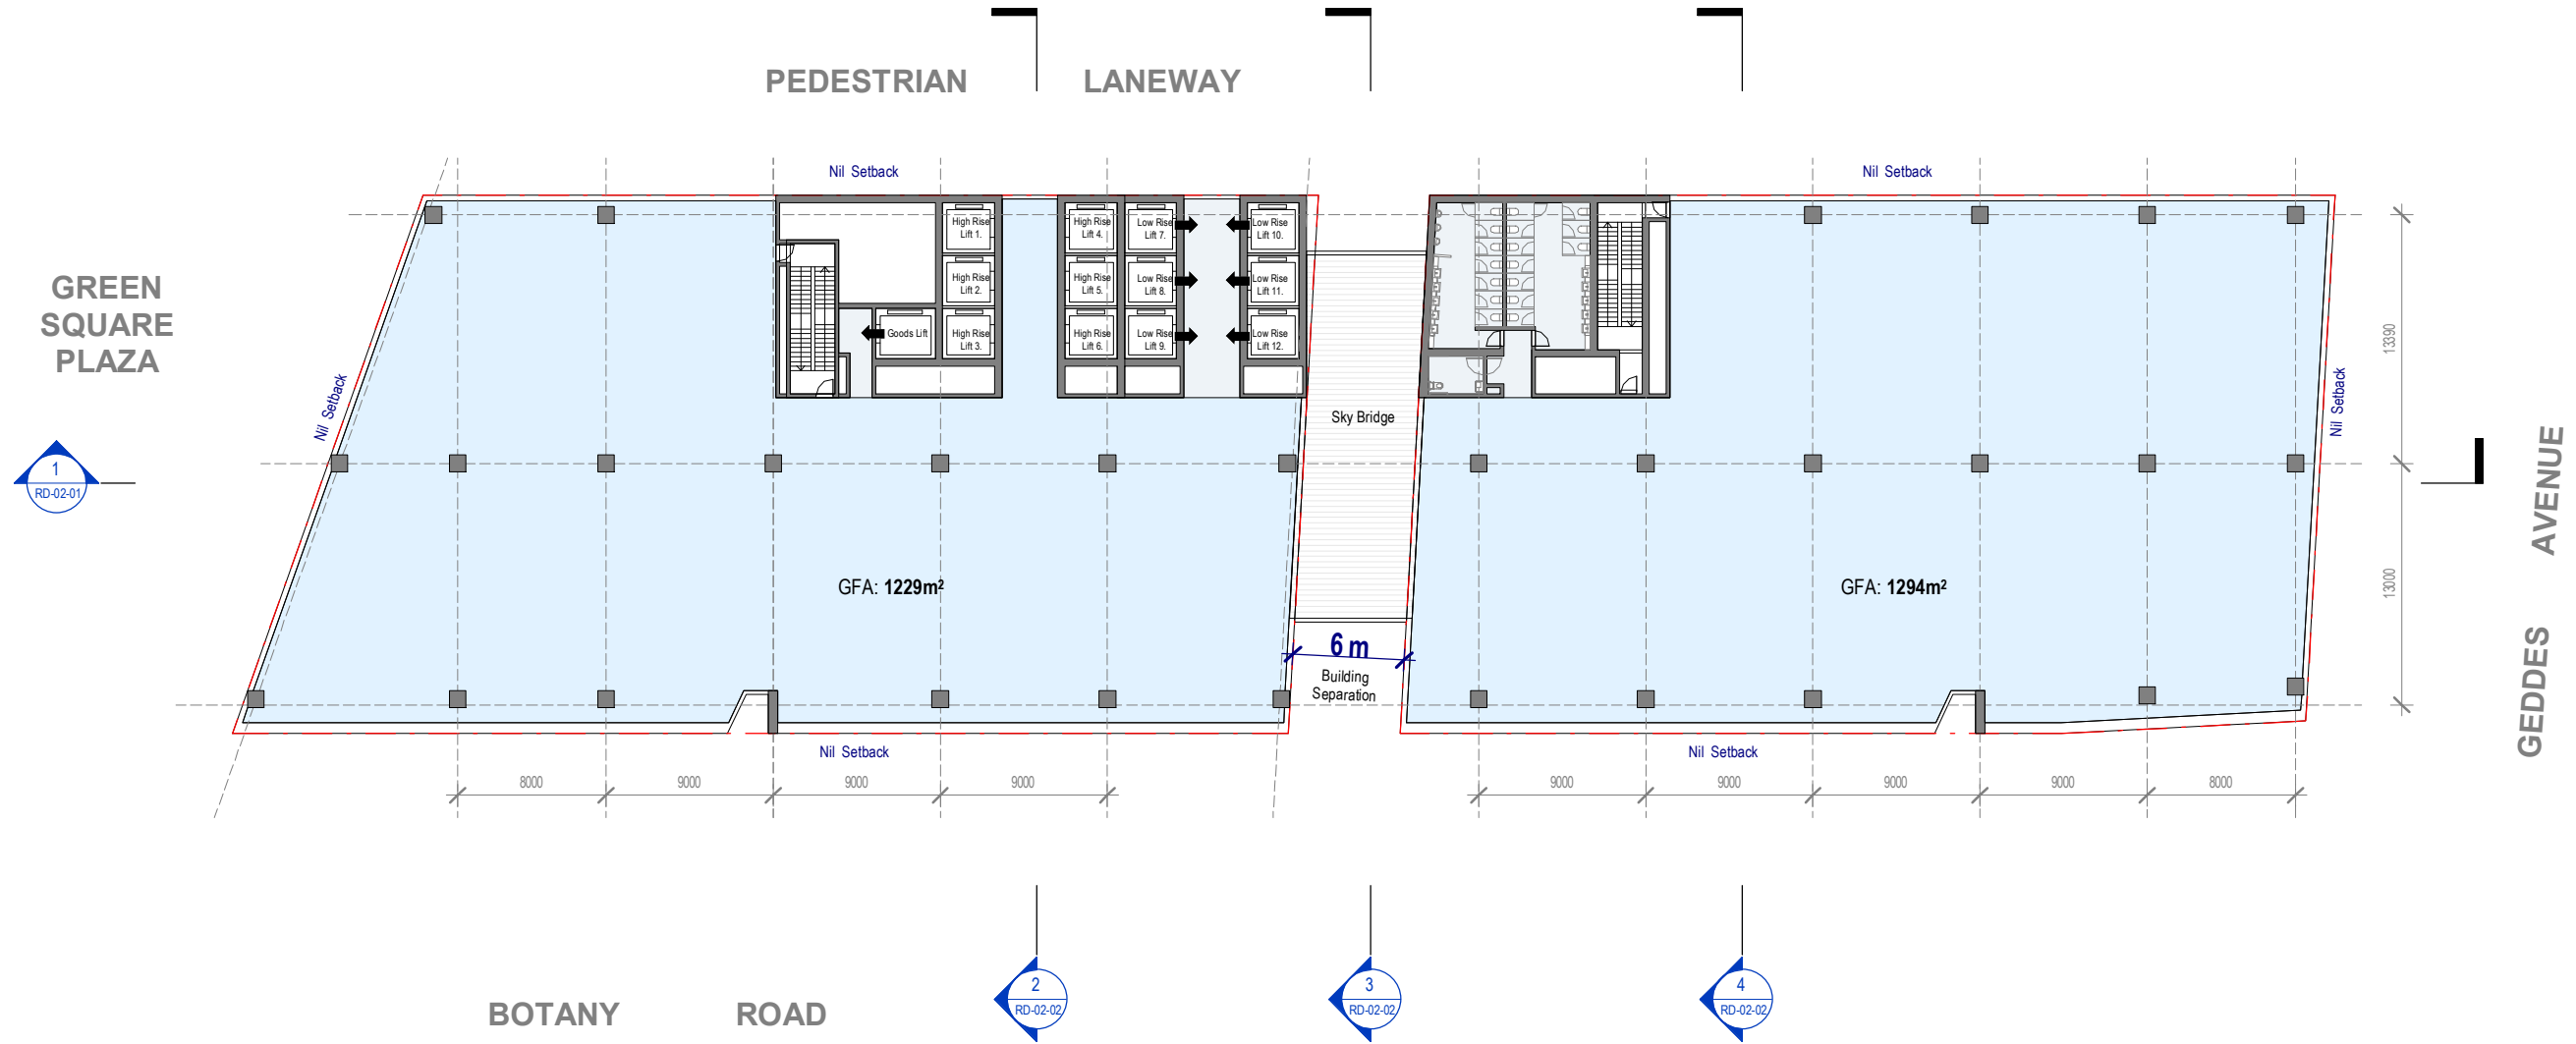 PEDESTRIAN LANEWAY
Nil Setback
Nil Setback
High Rise
Lift 1.
High Rise
Lift 4.
Low Rise
Lift 7.
Low Rise
Lift 10.
High Rise
Lift 2.
High Rise
Lift 5.
Low Rise
Lift 8.
Low Rise
Lift 11.
Goods Lift
High Rise
Lift 3.
High Rise
Lift 6.
Low Rise
Lift 9.
Low Rise
Lift 12.
GREEN
SQUARE
PLAZA
Nil Setback
Sky Bridge
13390
Nil Setback
1
RD-02-01
GEDDES AVENUE
GFA: 1229m²
GFA: 1294m²
13000
6 m
Building
Separation
Nil Setback
Nil Setback
8000
9000
9000
9000
9000
9000
9000
9000
8000
2
RD-02-02
3
RD-02-02
4
RD-02-02
BOTANY ROAD